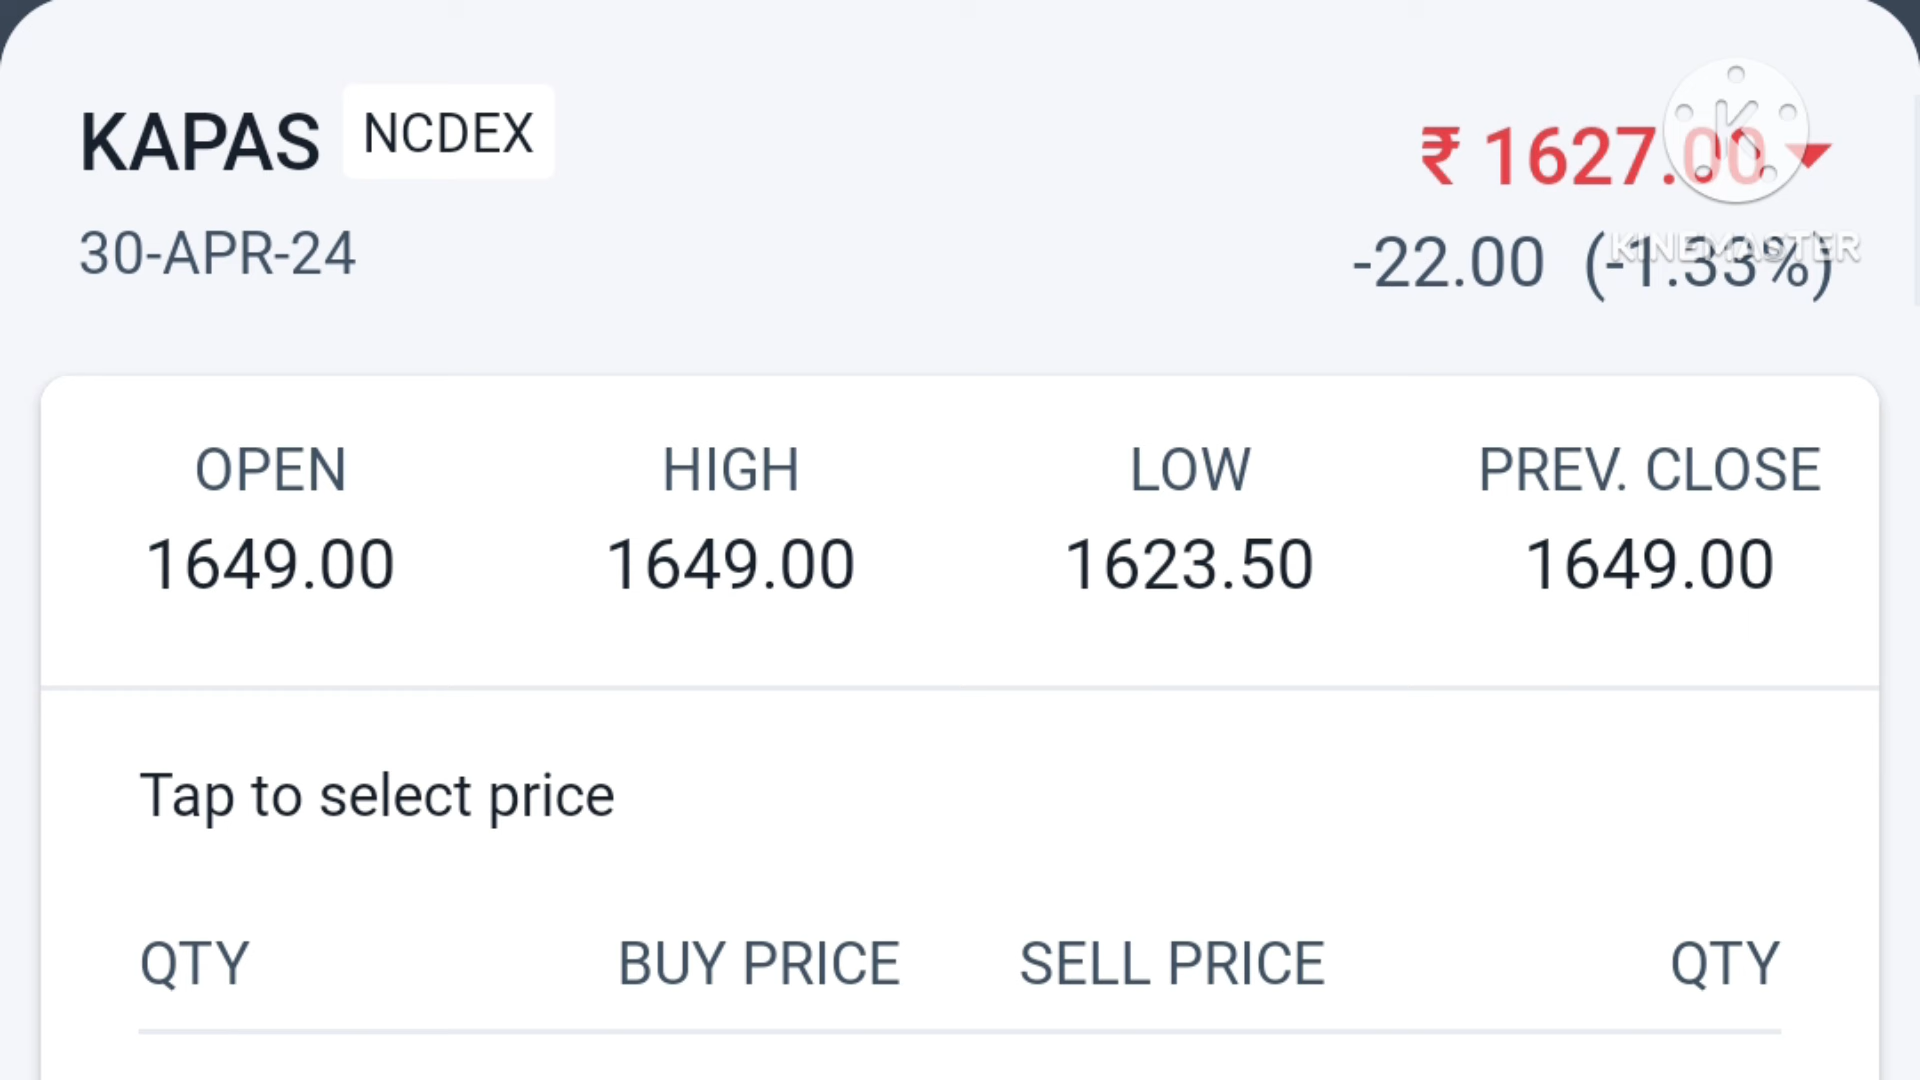 KAPAS NCDEX
₹ 1627.00
30-APR-24
-22.00 (-1.33%)
KINEMASTER
OPEN HIGH LOW PREV. CLOSE
1649.00 1649.00 1623.50 1649.00
Tap to select price
QTY BUY PRICE SELL PRICE QTY